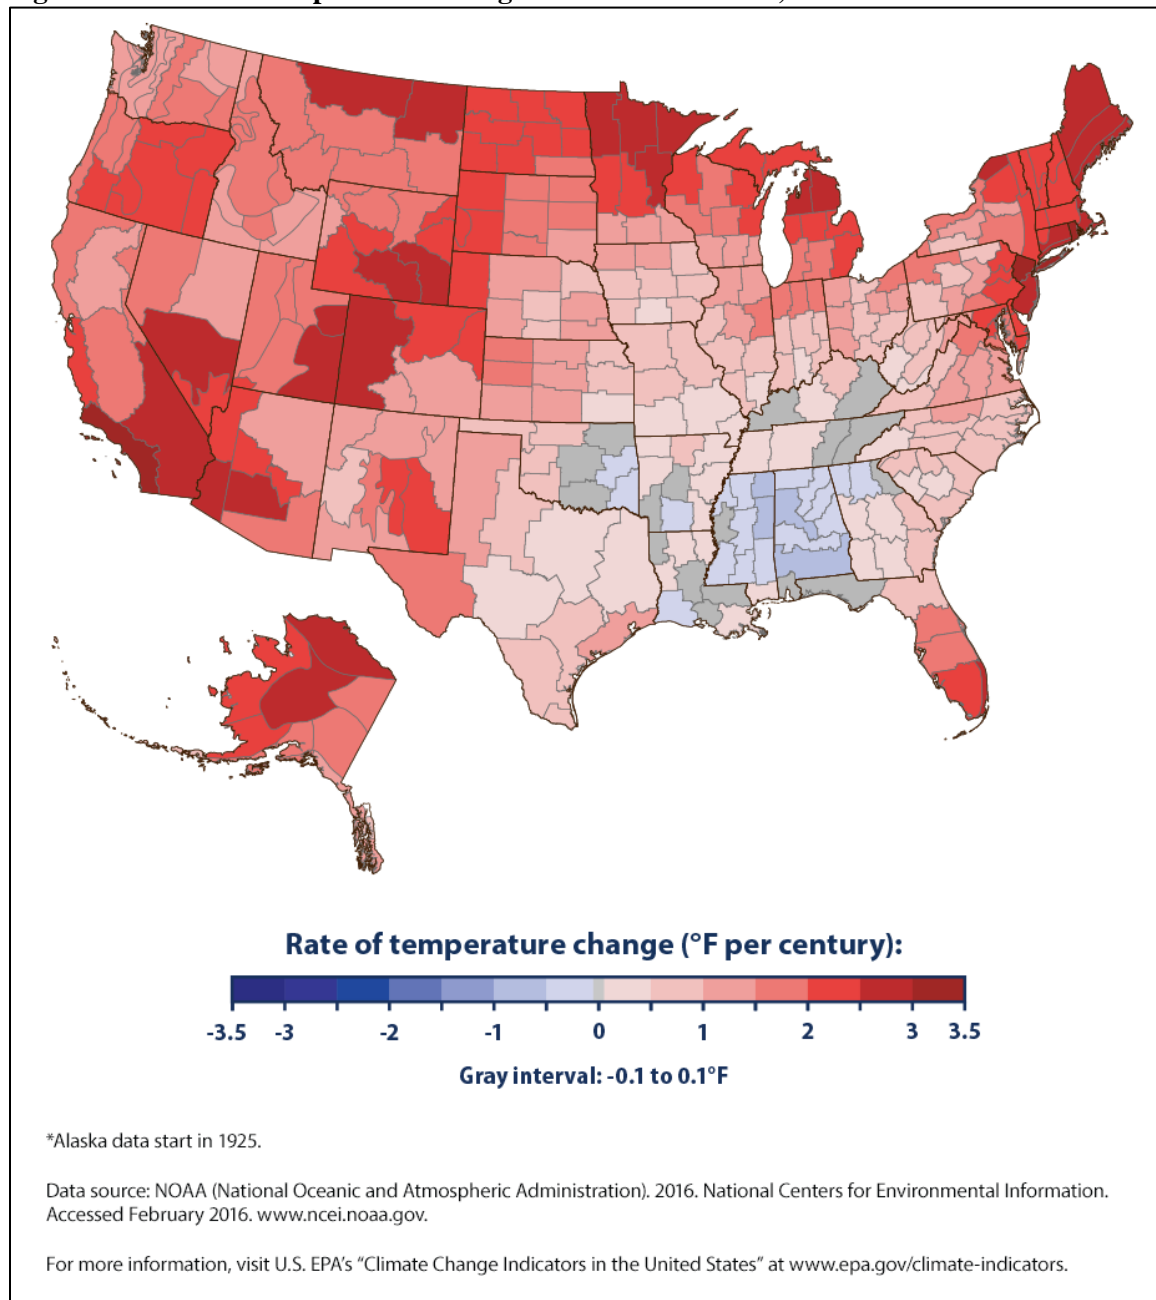 Rate of temperature change (°F per century):
-3.5 -3 -2 -1 0 1 2 3 3.5
Gray interval: -0.1 to 0.1°F
*Alaska data start in 1925.
Data source: NOAA (National Oceanic and Atmospheric Administration). 2016. National Centers for Environmental Information.
Accessed February 2016. www.ncei.noaa.gov.
For more information, visit U.S. EPA's "Climate Change Indicators in the United States" at www.epa.gov/climate-indicators.